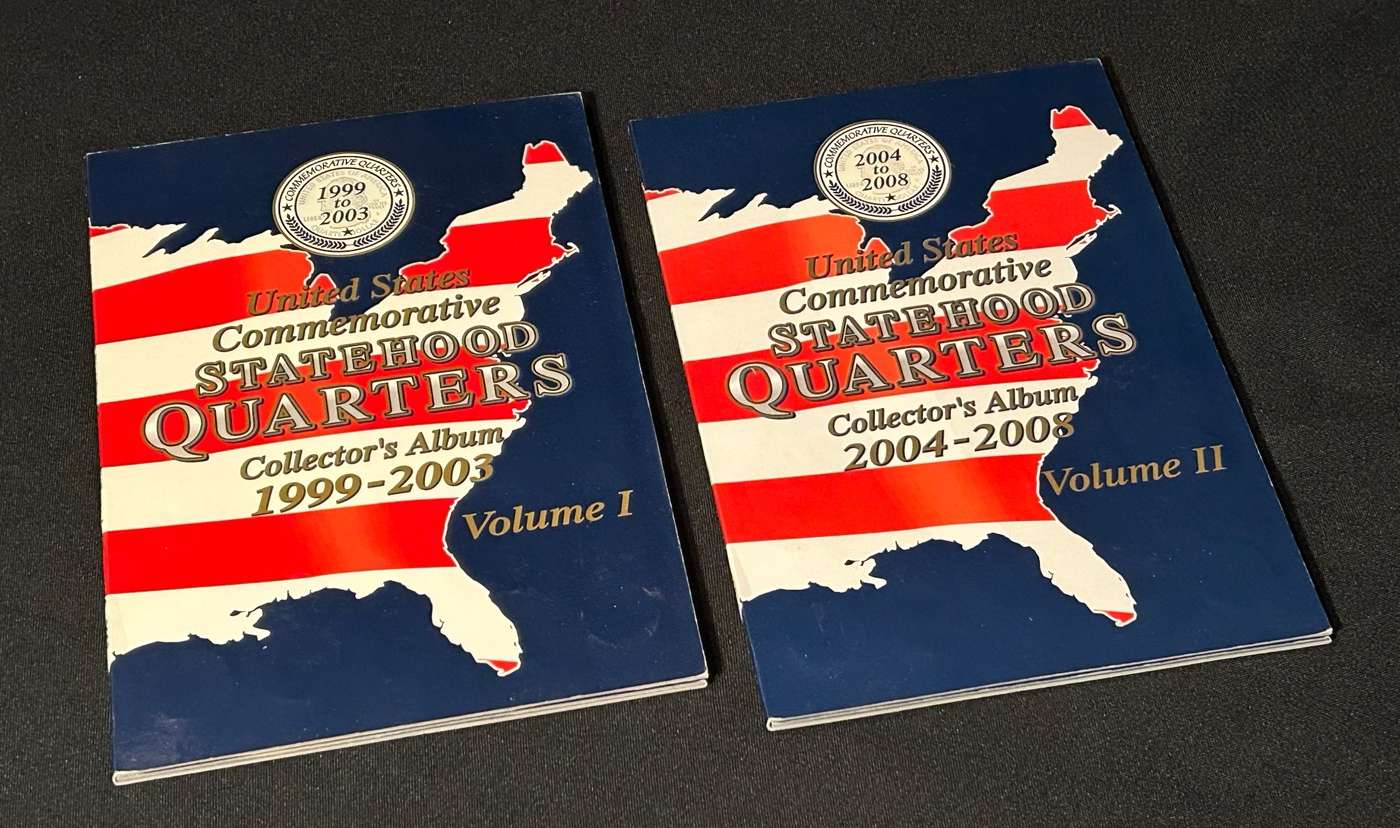 COMMEMORATIVE QUARTERS
1999
to
2003
United States
Commemorative
STATEHOOD
QUARTERS
Collector's Album
1999-2003
Volume I
COMMEMORATIVE QUARTERS
2004
to
2008
United States
Commemorative
STATEHOOD
QUARTERS
Collector's Album
2004-2008
Volume II